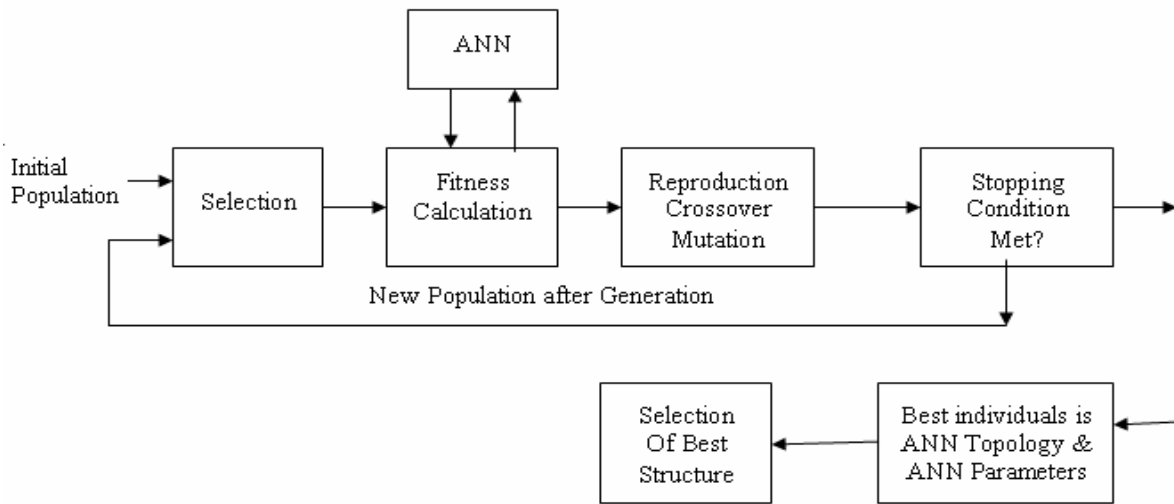 ANN
Initial
Population
Selection
Fitness
Calculation
Reproduction
Crossover
Mutation
Stopping
Condition
Met?
New Population after Generation
Selection
Of Best
Structure
Best individuals is
ANN Topology &
ANN Parameters